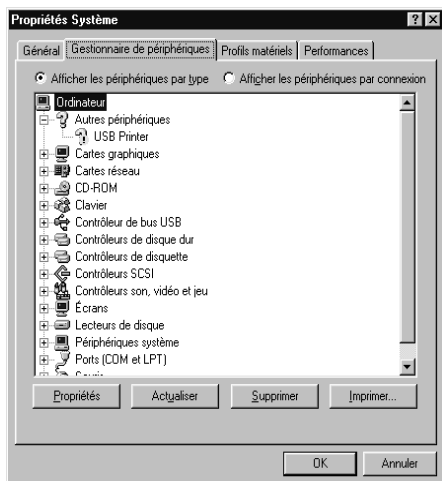 Propriétés Système
Général Gestionnaire de périphériques Profils matériels Performances
Afficher les périphériques par type Afficher les périphériques par connexion
Ordinateur
Autres périphériques
USB Printer
Cartes graphiques
Cartes réseau
CD-ROM
Clavier
Contrôleur de bus USB
Contrôleurs de disque dur
Contrôleurs de disquette
Contrôleurs SCSI
Contrôleurs son, vidéo et jeu
Écrans
Lecteurs de disque
Périphériques système
Ports (COM et LPT)
Propriétés Actualiser Supprimer Imprimer...
OK Annuler